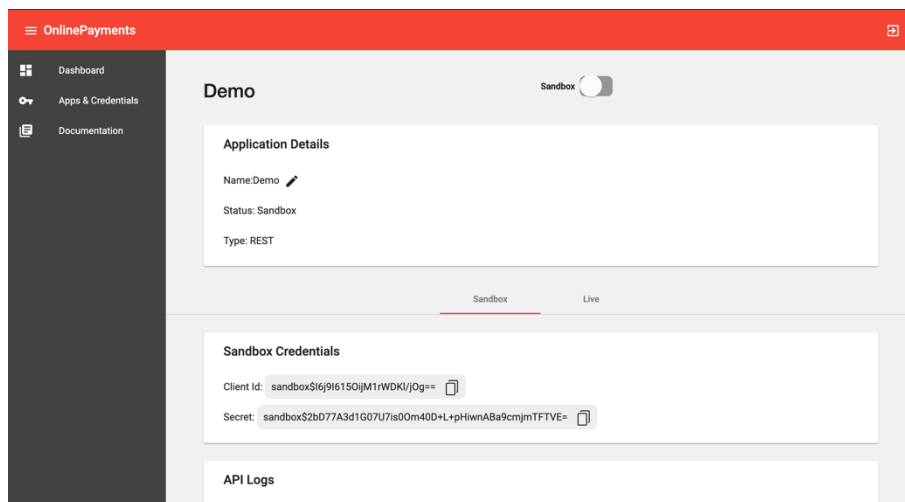 OnlinePayments
Dashboard
Apps & Credentials
Documentation
Demo
Sandbox
Application Details
Name:Demo
Status: Sandbox
Type: REST
Sandbox
Live
Sandbox Credentials
Client Id: sandbox$I6j9I615OijM1rWDKI/jOg==
Secret: sandbox$2bD77A3d1G07U7is0Om40D+L+pHiwnABa9cmjmTFTVE=
API Logs